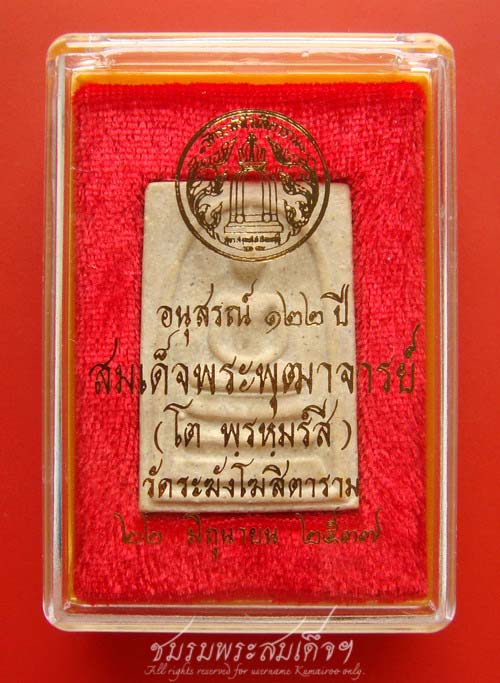 อนุสรณ์ ๑๒๒ ปี
สมเด็จพระพุฒาจารย์
(โต พฺรหฺมรํสี)
วัดระฆังโฆสิตาราม
๒๒ มิถุนายน ๒๕๓๗
ชมรมพระสมเด็จฯ
All rights reserved for username Kumairoo only.